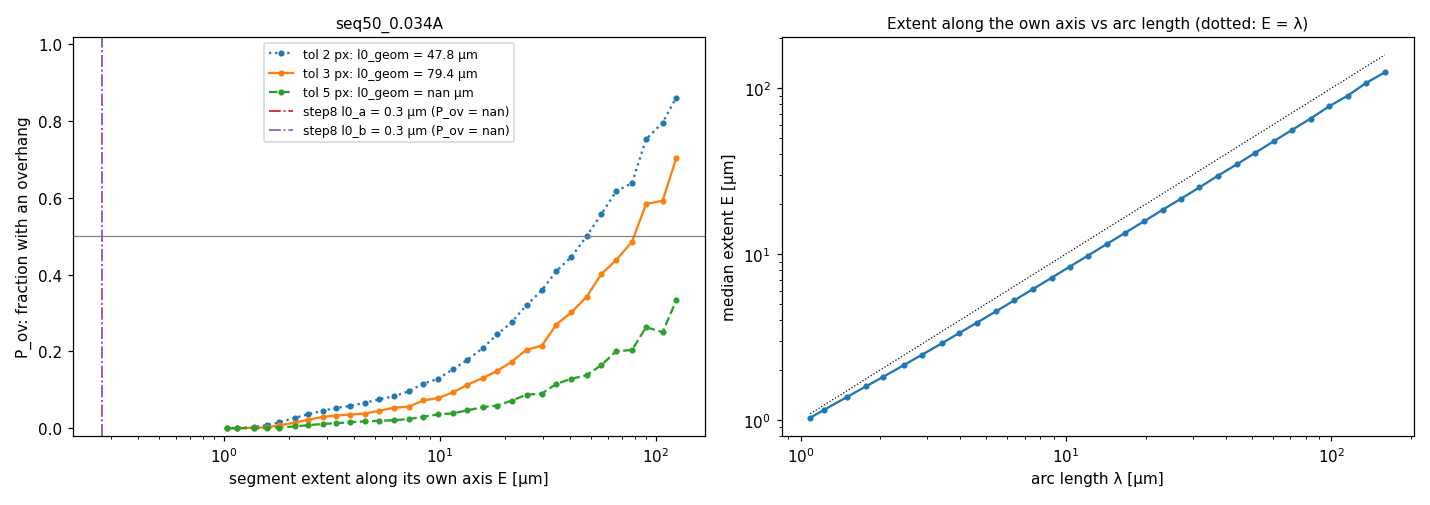 seq50_0.034A
1.0
0.8
0.6
0.4
0.2
0.0
P_ov: fraction with an overhang
tol 2 px: l0_geom = 47.8 µm
tol 3 px: l0_geom = 79.4 µm
tol 5 px: l0_geom = nan µm
step8 l0_a = 0.3 µm (P_ov = nan)
step8 l0_b = 0.3 µm (P_ov = nan)
10⁰
10¹
10²
segment extent along its own axis E [µm]
Extent along the own axis vs arc length (dotted: E = λ)
10²
10¹
10⁰
median extent E [µm]
10⁰
10¹
10²
arc length λ [µm]